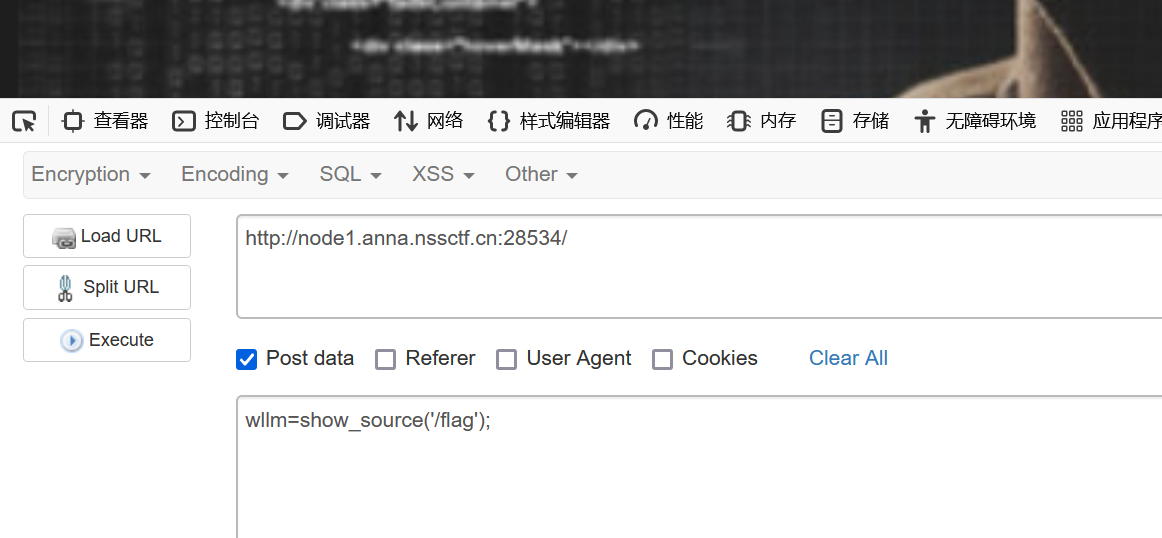 <div class="hoverMask"></div>
查看器 控制台 调试器 网络 样式编辑器 性能 内存 存储 无障碍环境 应用程序
Encryption Encoding SQL XSS Other
Load URL
http://node1.anna.nssctf.cn:28534/
Split URL
Execute
Post data Referer User Agent Cookies Clear All
wllm=show_source('/flag');